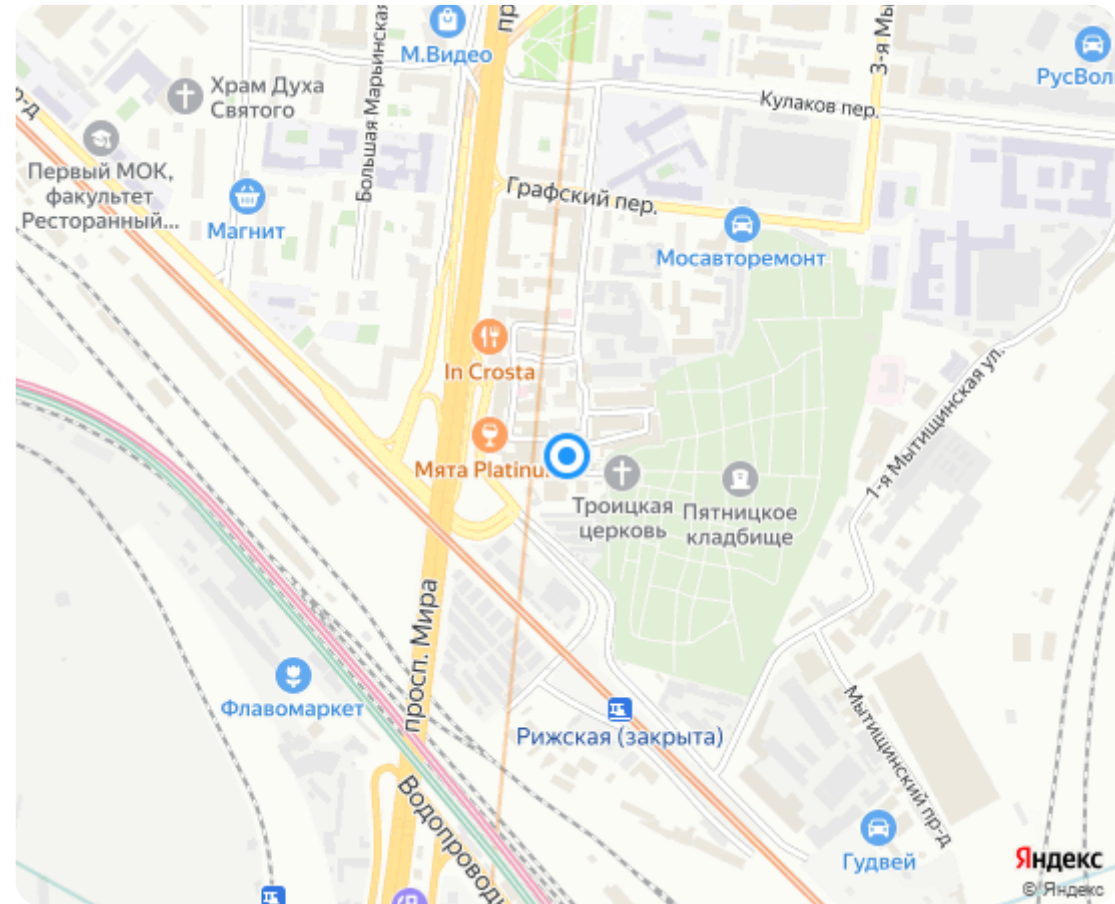 Большая Марьинская
пр
3-я Мы
М.Видео
РусВол
Храм Духа
Святого
пр-д
Кулаков пер.
Первый МОК,
факультет
Ресторанный...
Магнит
Графский пер.
Мосавторемонт
In Crosta
1-я Мытищинская ул.
Мята Platinu
Троицкая
церковь
Пятницкое
кладбище
просп. Мира
Флавомаркет
Рижская (закрыта)
Мытищинский пр-д
Водопроводн
Гудвей
Яндекс
© Яндекс